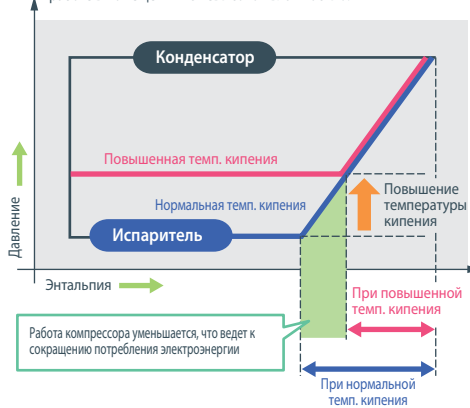 Конденсатор
Повышенная темп. кипения
Нормальная темп. кипения
Испаритель
Давление
Повышение
температуры
кипения
Энтальпия
При повышенной
темп. кипения
Работа компрессора уменьшается, что ведет к
сокращению потребления электроэнергии
При нормальной
темп. кипения